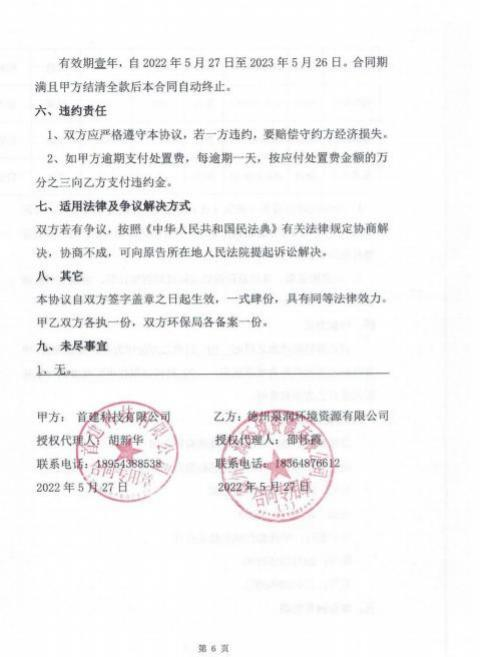 有效期壹年，自 2022 年 5 月 27 日至 2023 年 5 月 26 日。合同期
满且甲方结清全款后本合同自动终止。
六、违约责任
1、双方应严格遵守本协议，若一方违约，要赔偿守约方经济损失。
2、如甲方逾期支付处置费，每逾期一天，按应付处置费金额的万
分之三向乙方支付违约金。
七、适用法律及争议解决方式
双方若有争议，按照《中华人民共和国民法典》有关法律规定协商解
决，协商不成，可向原告所在地人民法院提起诉讼解决。
八、其它
本协议自双方签字盖章之日起生效，一式肆份，具有同等法律效力。
甲乙双方各执一份，双方环保局各备案一份。
九、未尽事宜
1、无。
甲方：首建科技有限公司
授权代理人：胡新华
联系电话：18954388538
2022 年 5 月 27 日
合同专用章
乙方：德州泉润环境资源有限公司
授权代理人：邵
联系电话：18364876612
2022 年 5 月 27 日
合同专用章
第 6 页